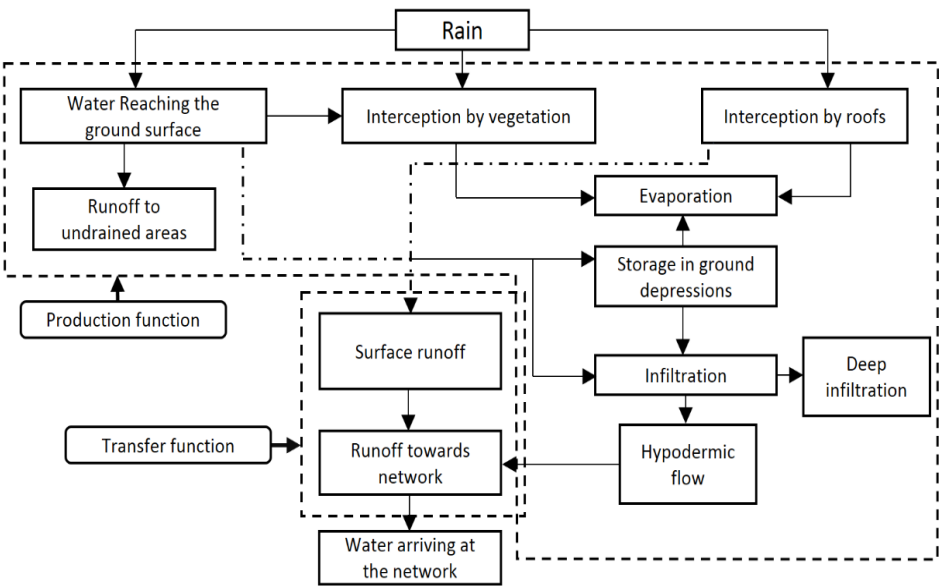 Rain
Water Reaching the
ground surface
Interception by vegetation
Interception by roofs
Runoff to
undrained areas
Evaporation
Storage in ground
depressions
Production function
Surface runoff
Infiltration
Deep
infiltration
Transfer function
Runoff towards
network
Hypodermic
flow
Water arriving at
the network